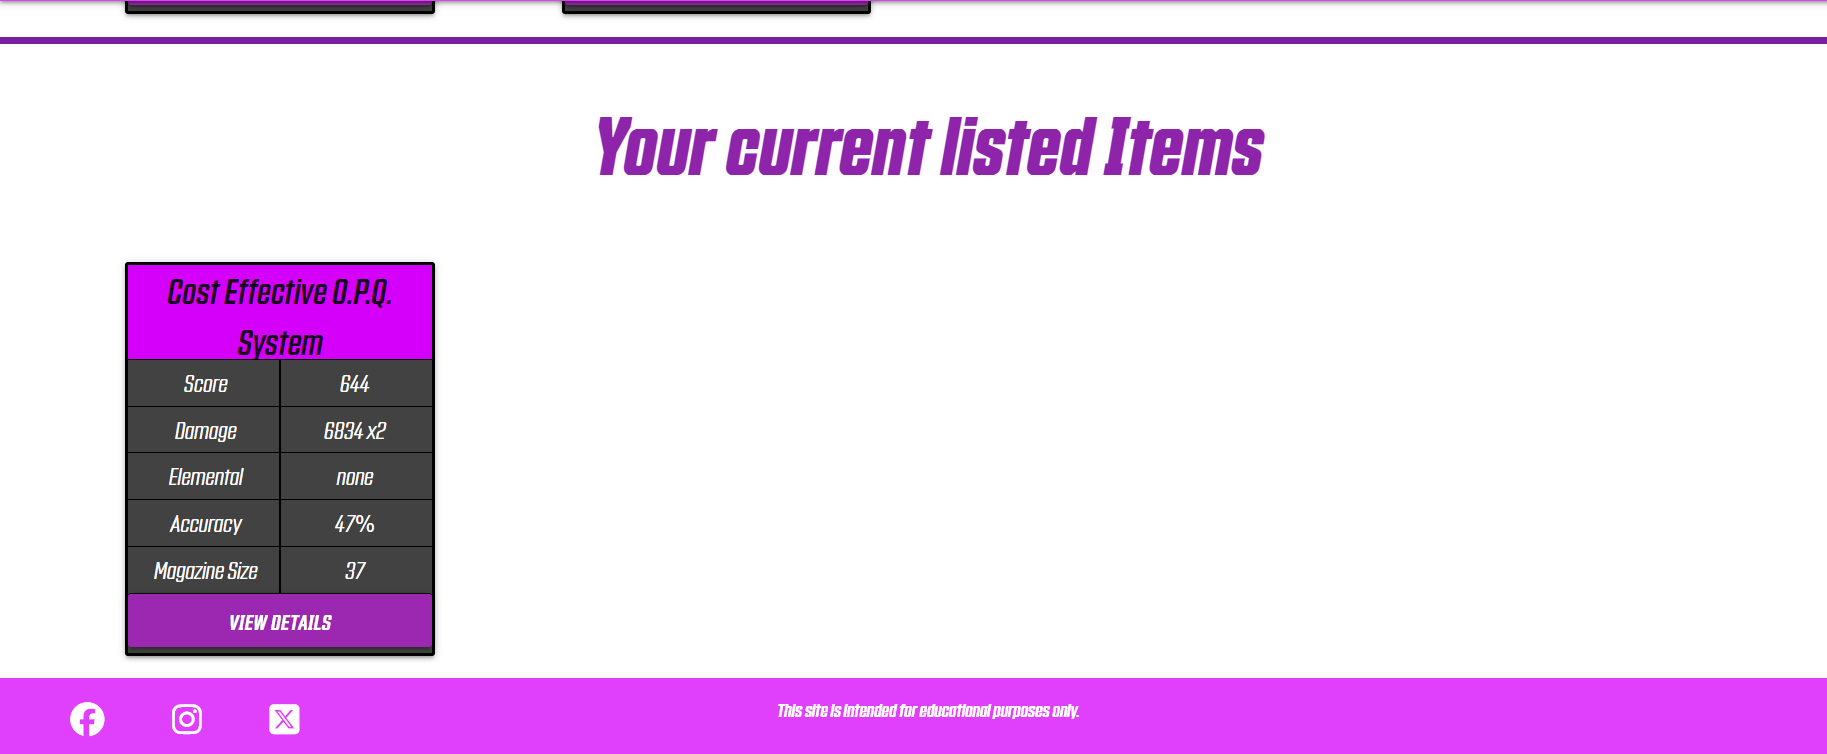 Your current listed Items
Cost Effective O.P.Q.
System
Score 644
Damage 6834 x2
Elemental none
Accuracy 47%
Magazine Size 37
VIEW DETAILS
This site is intended for educational purposes only.